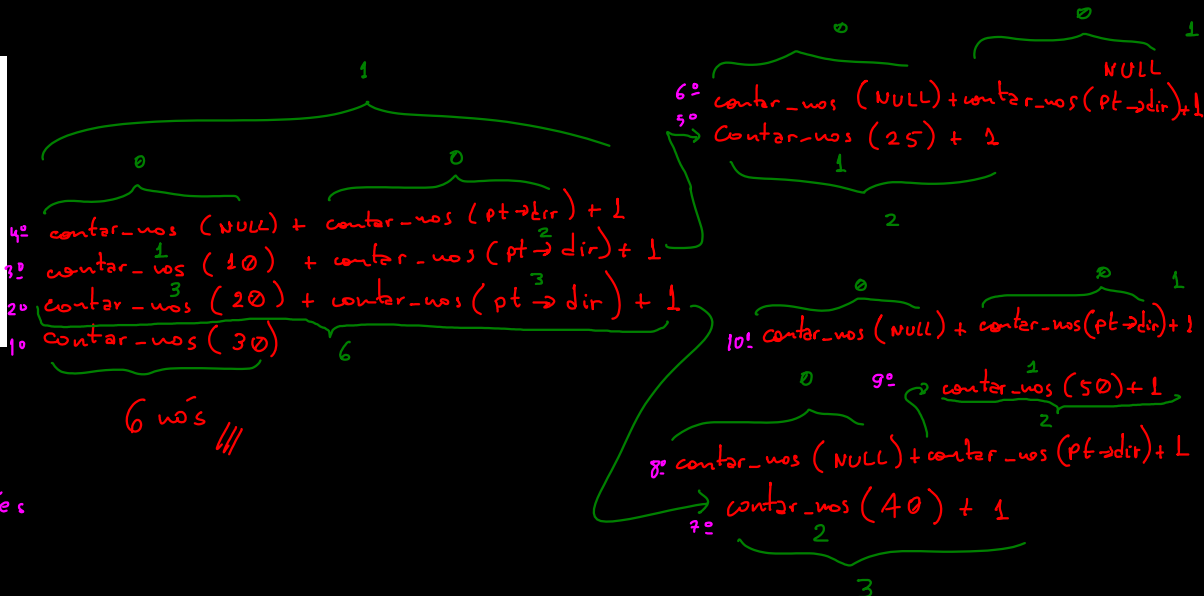 1
0 0
4º contar_nos (NULL) + contar_nos (pt→dir) + 1
1 2
3º contar_nos (10) + contar_nos (pt→dir) + 1
3 3
2º contar_nos (20) + contar_nos (pt→dir) + 1
1º contar_nos (30)
6
6 nós
es
0 0 1
NULL
6º contar_nos (NULL) + contar_nos (pt→dir) + 1
5º contar_nos (25) + 1
1
2
0 0 1
10º contar_nos (NULL) + contar_nos (pt→dir) + 1
1
9º contar_nos (50) + 1
2
0
8º contar_nos (NULL) + contar_nos (pt→dir) + 1
7º contar_nos (40) + 1
2
3